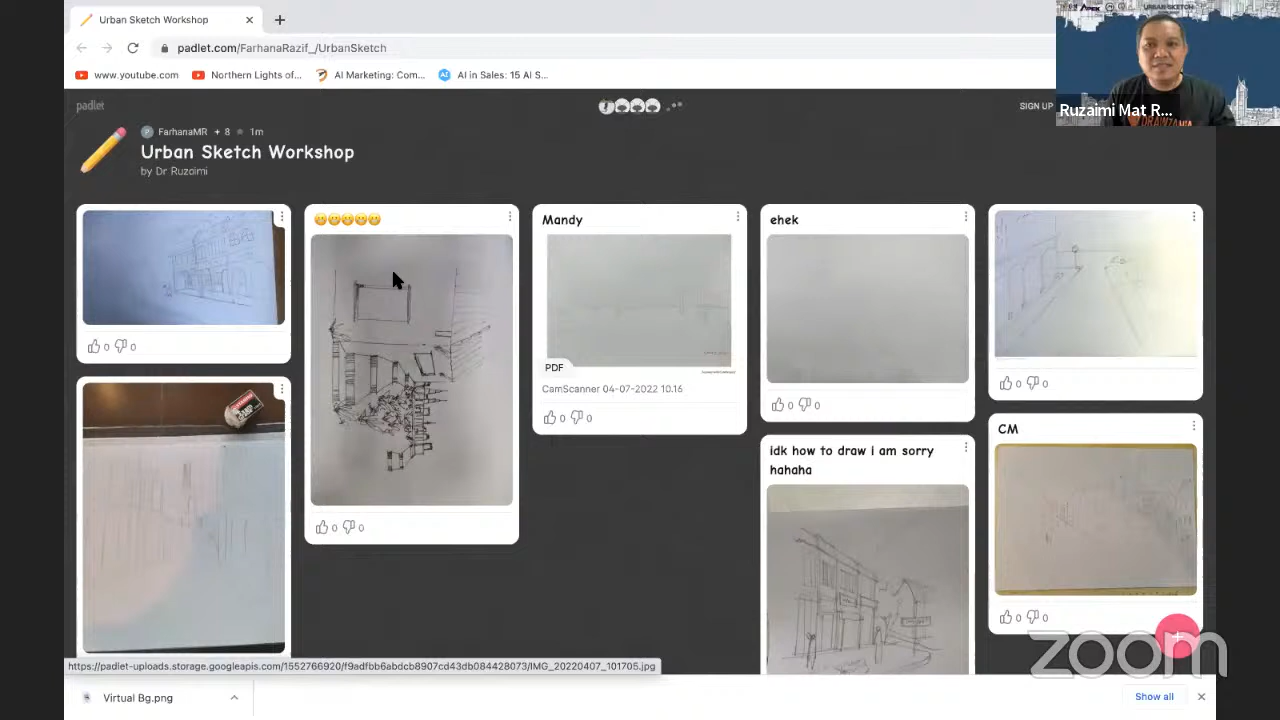 Urban Sketch Workshop
padlet.com/FarhanaRazif_/UrbanSketch
www.youtube.com
Northern Lights of...
AI Marketing: Com...
AI in Sales: 15 AI S...
URBAN SKETCH
Ruzaimi Mat R...
padlet
SIGN UP
FarhanaMR + 8 1m
Urban Sketch Workshop
by Dr Ruzaimi
0 0
0 0
Mandy
PDF
CamScanner 04-07-2022 10.16
0 0
ehek
0 0
idk how to draw i am sorry
hahaha
0 0
CM
0 0
zoom
https://padlet-uploads.storage.googleapis.com/1552766920/f9adfbb6abdcb8907cd43db084428073/IMG_20220407_101705.jpg
Virtual Bg.png
Show all